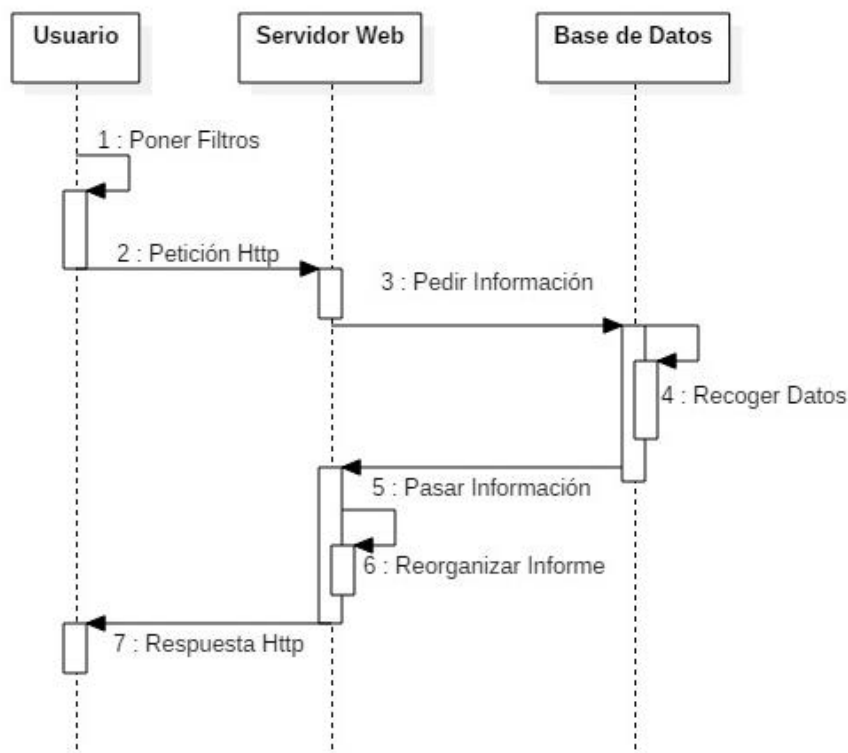 Usuario
Servidor Web
Base de Datos
1 : Poner Filtros
2 : Petición Http
3 : Pedir Información
4 : Recoger Datos
5 : Pasar Información
6 : Reorganizar Informe
7 : Respuesta Http